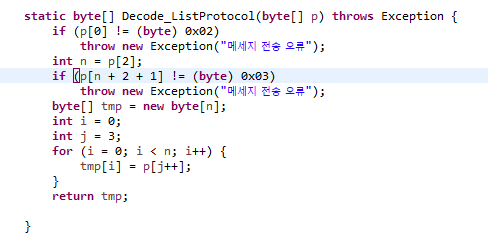 static byte[] Decode_ListProtocol(byte[] p) throws Exception {
if (p[0] != (byte) 0x02)
throw new Exception("메세지 전송 오류");
int n = p[2];
if (p[n + 2 + 1] != (byte) 0x03)
throw new Exception("메세지 전송 오류");
byte[] tmp = new byte[n];
int i = 0;
int j = 3;
for (i = 0; i < n; i++) {
tmp[i] = p[j++];
}
return tmp;
}